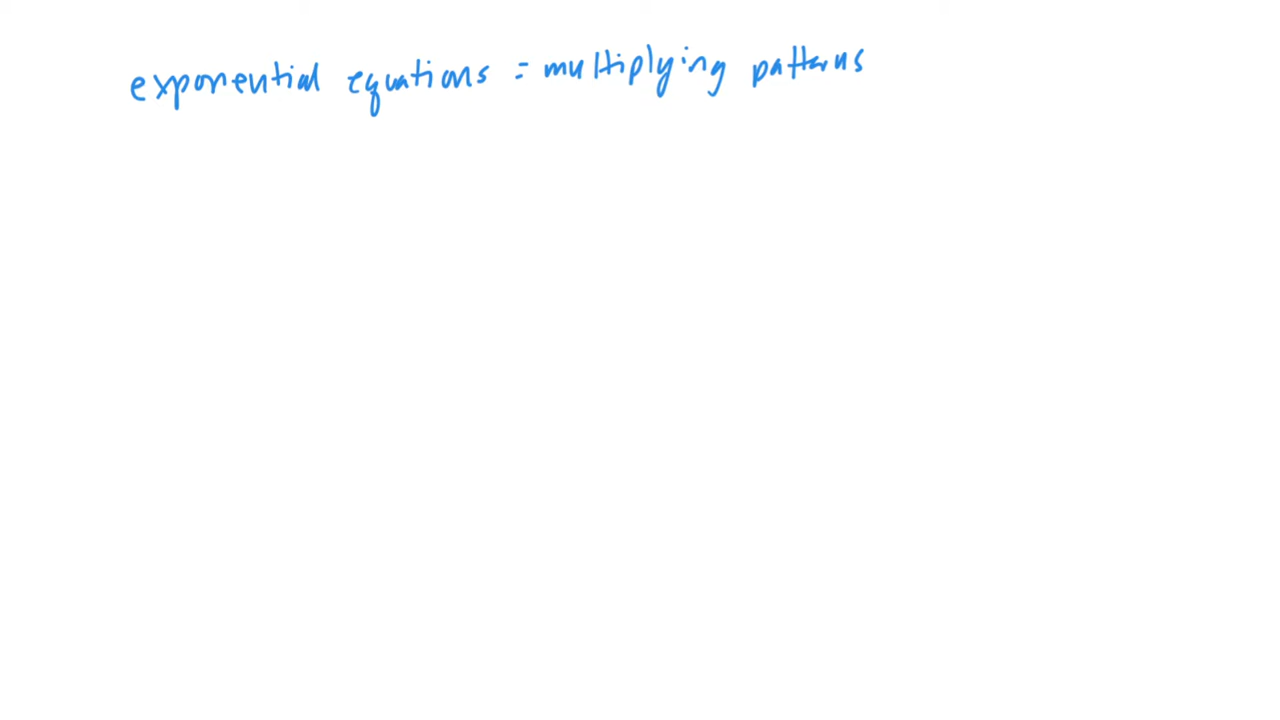 exponential equations = multiplying patterns